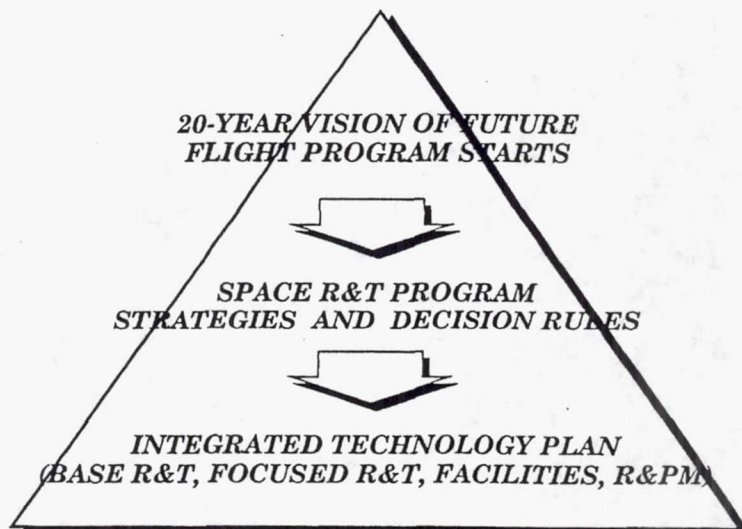 20-YEAR VISION OF FUTURE
FLIGHT PROGRAM STARTS
SPACE R&T PROGRAM
STRATEGIES AND DECISION RULES
INTEGRATED TECHNOLOGY PLAN
(BASE R&T, FOCUSED R&T, FACILITIES, R&PM)